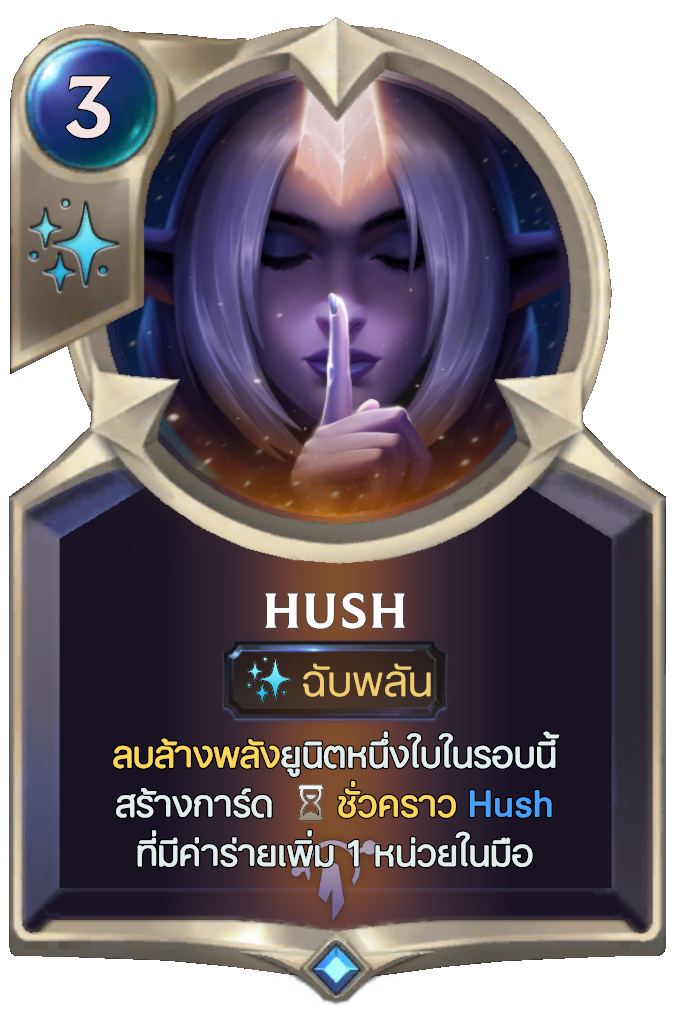 3
HUSH
ฉับพลัน
ลบล้างพลังยูนิตหนึ่งใบในรอบนี้
สร้างการ์ด ชั่วคราว Hush
ที่มีค่าร่ายเพิ่ม 1 หน่วยในมือ